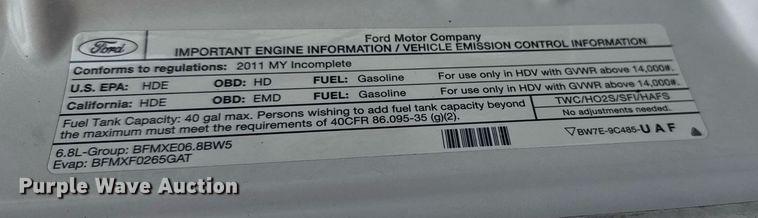 Ford
Ford Motor Company
IMPORTANT ENGINE INFORMATION / VEHICLE EMISSION CONTROL INFORMATION
Conforms to regulations: 2011 MY Incomplete
U.S. EPA: HDE OBD: HD FUEL: Gasoline For use only in HDV with GVWR above 14,000#.
California: HDE OBD: EMD FUEL: Gasoline For use only in HDV with GVWR above 14,000#.
Fuel Tank Capacity: 40 gal max. Persons wishing to add fuel tank capacity beyond
the maximum must meet the requirements of 40CFR 86.095-35 (g)(2).
TWC/HO2S/SFI/HAFS
No adjustments needed.
6.8L-Group: BFMXE06.8BW5
Evap: BFMXF0265GAT
BW7E-9C485-UAF
Purple Wave Auction